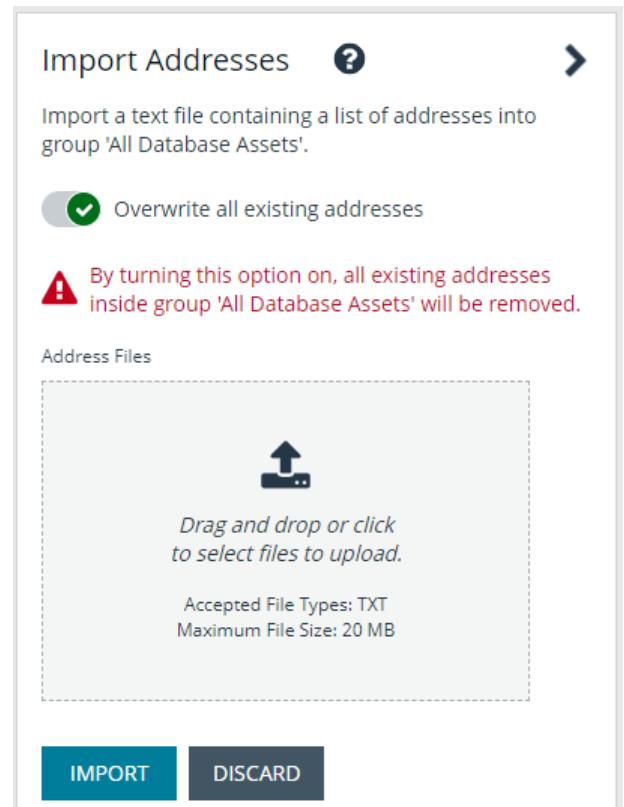 Import Addresses ?
Import a text file containing a list of addresses into
group 'All Database Assets'.
Overwrite all existing addresses
By turning this option on, all existing addresses
inside group 'All Database Assets' will be removed.
Address Files
Drag and drop or click
to select files to upload.
Accepted File Types: TXT
Maximum File Size: 20 MB
IMPORT DISCARD